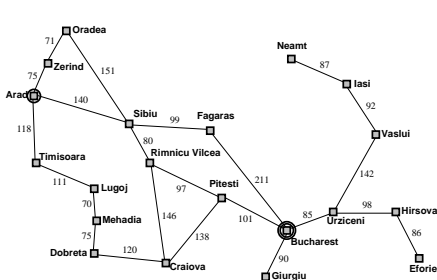 Oradea
71
Neamt
Zerind
87
151
75
Iasi
Arad
140
92
Sibiu
99
Fagaras
118
Vaslui
80
Timisoara
Rimnicu Vilcea
142
111
211
Lugoj
97
Pitesti
70
98
Hirsova
85
146
101
Urziceni
Mehadia
75
138
86
Bucharest
120
Dobreta
90
Craiova
Eforie
Giurgiu